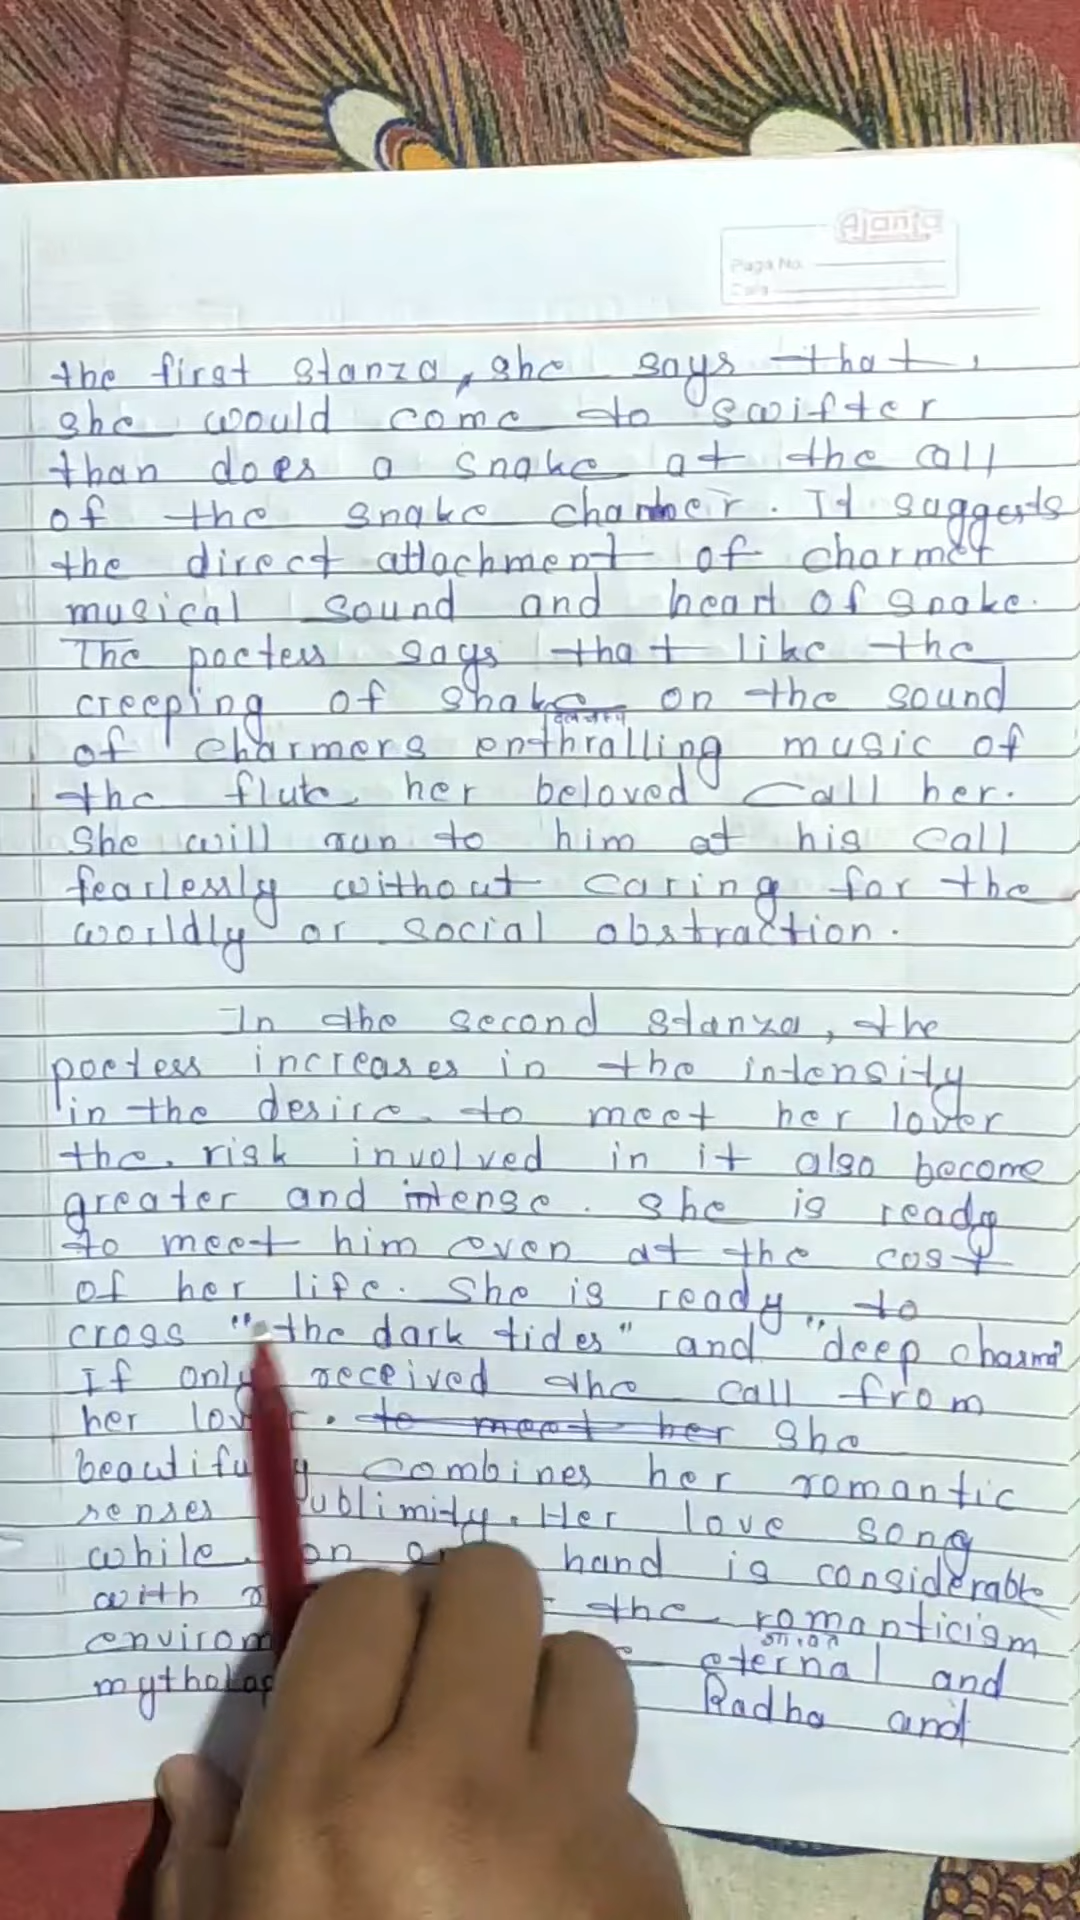 Ajanta
Page No.
Date
the first stanza, she says that,
she would come to swifter
than does a snake at the call
of the snake It suggests
the direct attachment of charmer
musical sound and heart of snake.
The poetess says that like the
creeping of snake on the sound
दिलचस्प
of charmers enthralling music of
the flute, her beloved call her.
She will run to him at his call
fearlessly without caring for the
worldly or social abstraction.
In the second stanza, the
poetess increases in the intensity
in the desire to meet her lover
the risk involved in it also become
greater and intense. She is ready
to meet him even at the cost
of her life. She is ready to
cross "the dark tides" and "deep
If only received the call from
her to meet her She
combines her romantic
senses Her love song
while on hand is considerable
with the romanticism
eternal and
Radha and